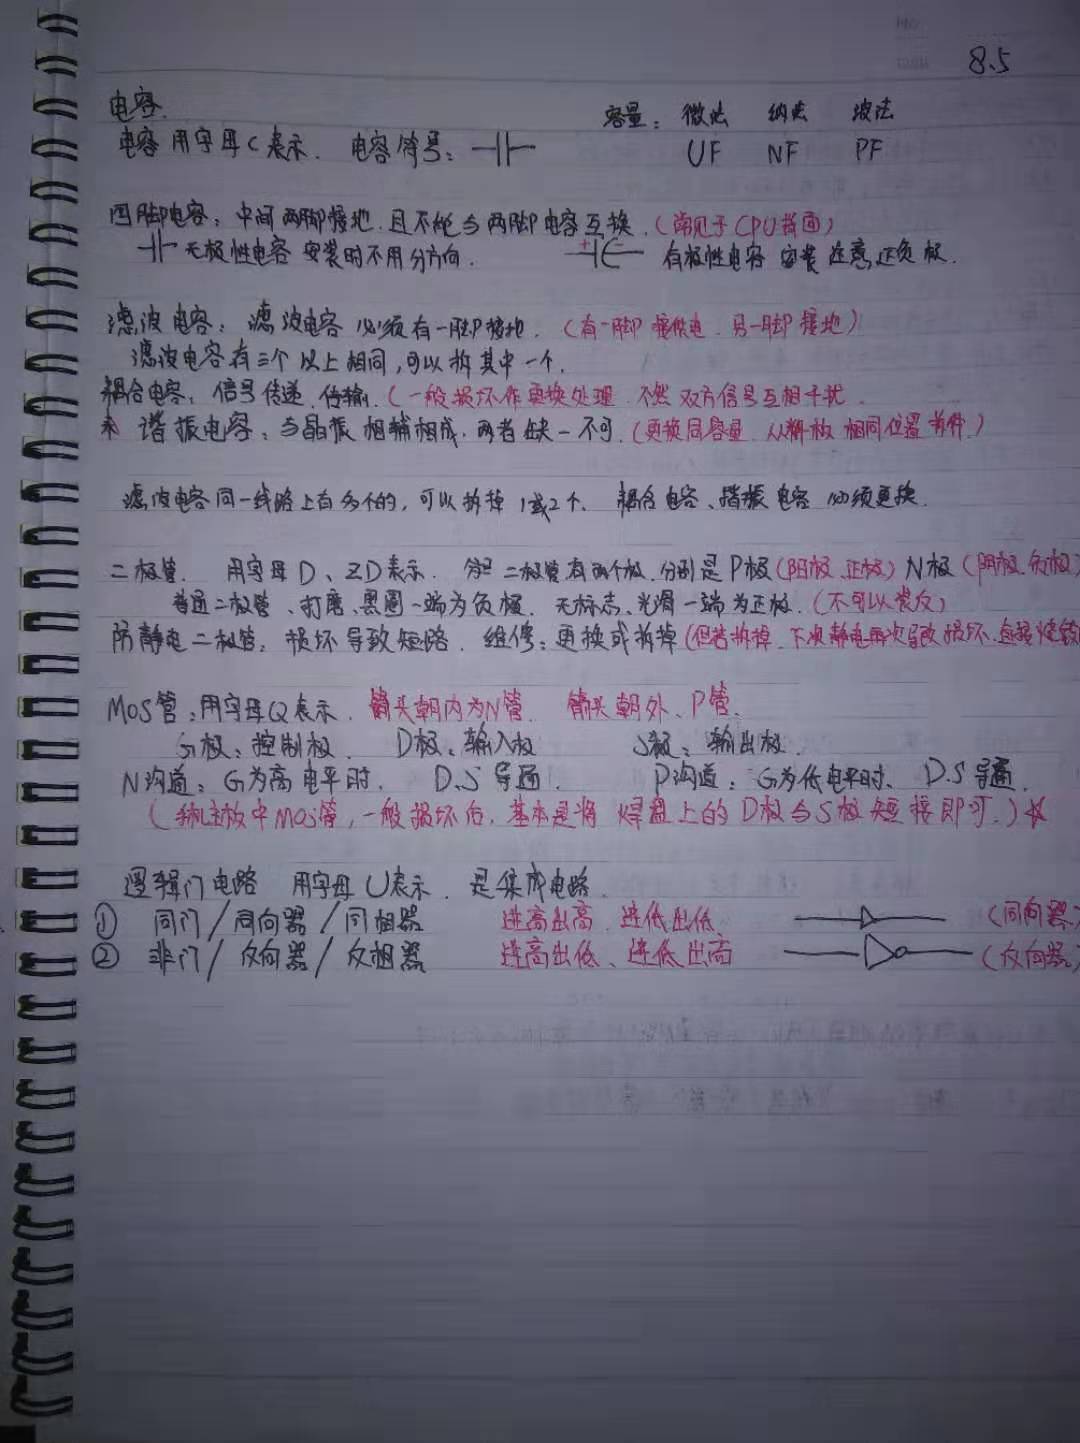 8.5
电容.
容量: 微法 纳法 皮法
电容用字母C表示. 电容符号:
UF NF PF
四脚电容: 中间两脚接地. 且不能与两脚电容互换. (常见于CPU背面)
无极性电容 安装时不用分方向.
+ - 有极性电容 安装注意正负极.
滤波电容: 滤波电容必须有一脚接地. (有一脚接供电. 另一脚接地)
滤波电容有三个以上相同, 可以拆其中一个.
耦合电容: 信号传递. 传输. (一般损坏作更换处理. 不然双方信号互相干扰.
谐振电容: 与晶振相辅相成. 两者缺一不可. (更换同容量. 从料板相同位置
滤波电容同一线路上有多个的, 可以拆掉1或2个. 耦合电容、谐振电容必须更换.
二极管. 用字母D、ZD表示. 二极管有两个极. 分别是P极(阳极.正极) N极(阴极.负极)
普通二极管、打磨.黑圈一端为负极. 无标志、光滑一端为正极. (不可以装反)
防静电二极管: 损坏导致短路. 维修: 更换或拆掉(但若拆掉. 下次静电再次导致损坏.
MOS管: 用字母Q表示. 箭头朝内为N管. 箭头朝外、P管.
G极: 控制极. D极: 输入极 S极: 输出极.
N沟道: G为高电平时. D.S导通. P沟道: G为低电平时. D.S导通.
(主板中MOS管, 一般损坏后, 基本是将焊盘上的D极与S极短接即可.)
逻辑门电路 用字母U表示. 是集成电路.
① 同门/同向器/同相器 进高出高. 进低出低. (同向器)
② 非门/反向器/反相器 进高出低、进低出高 (反向器)